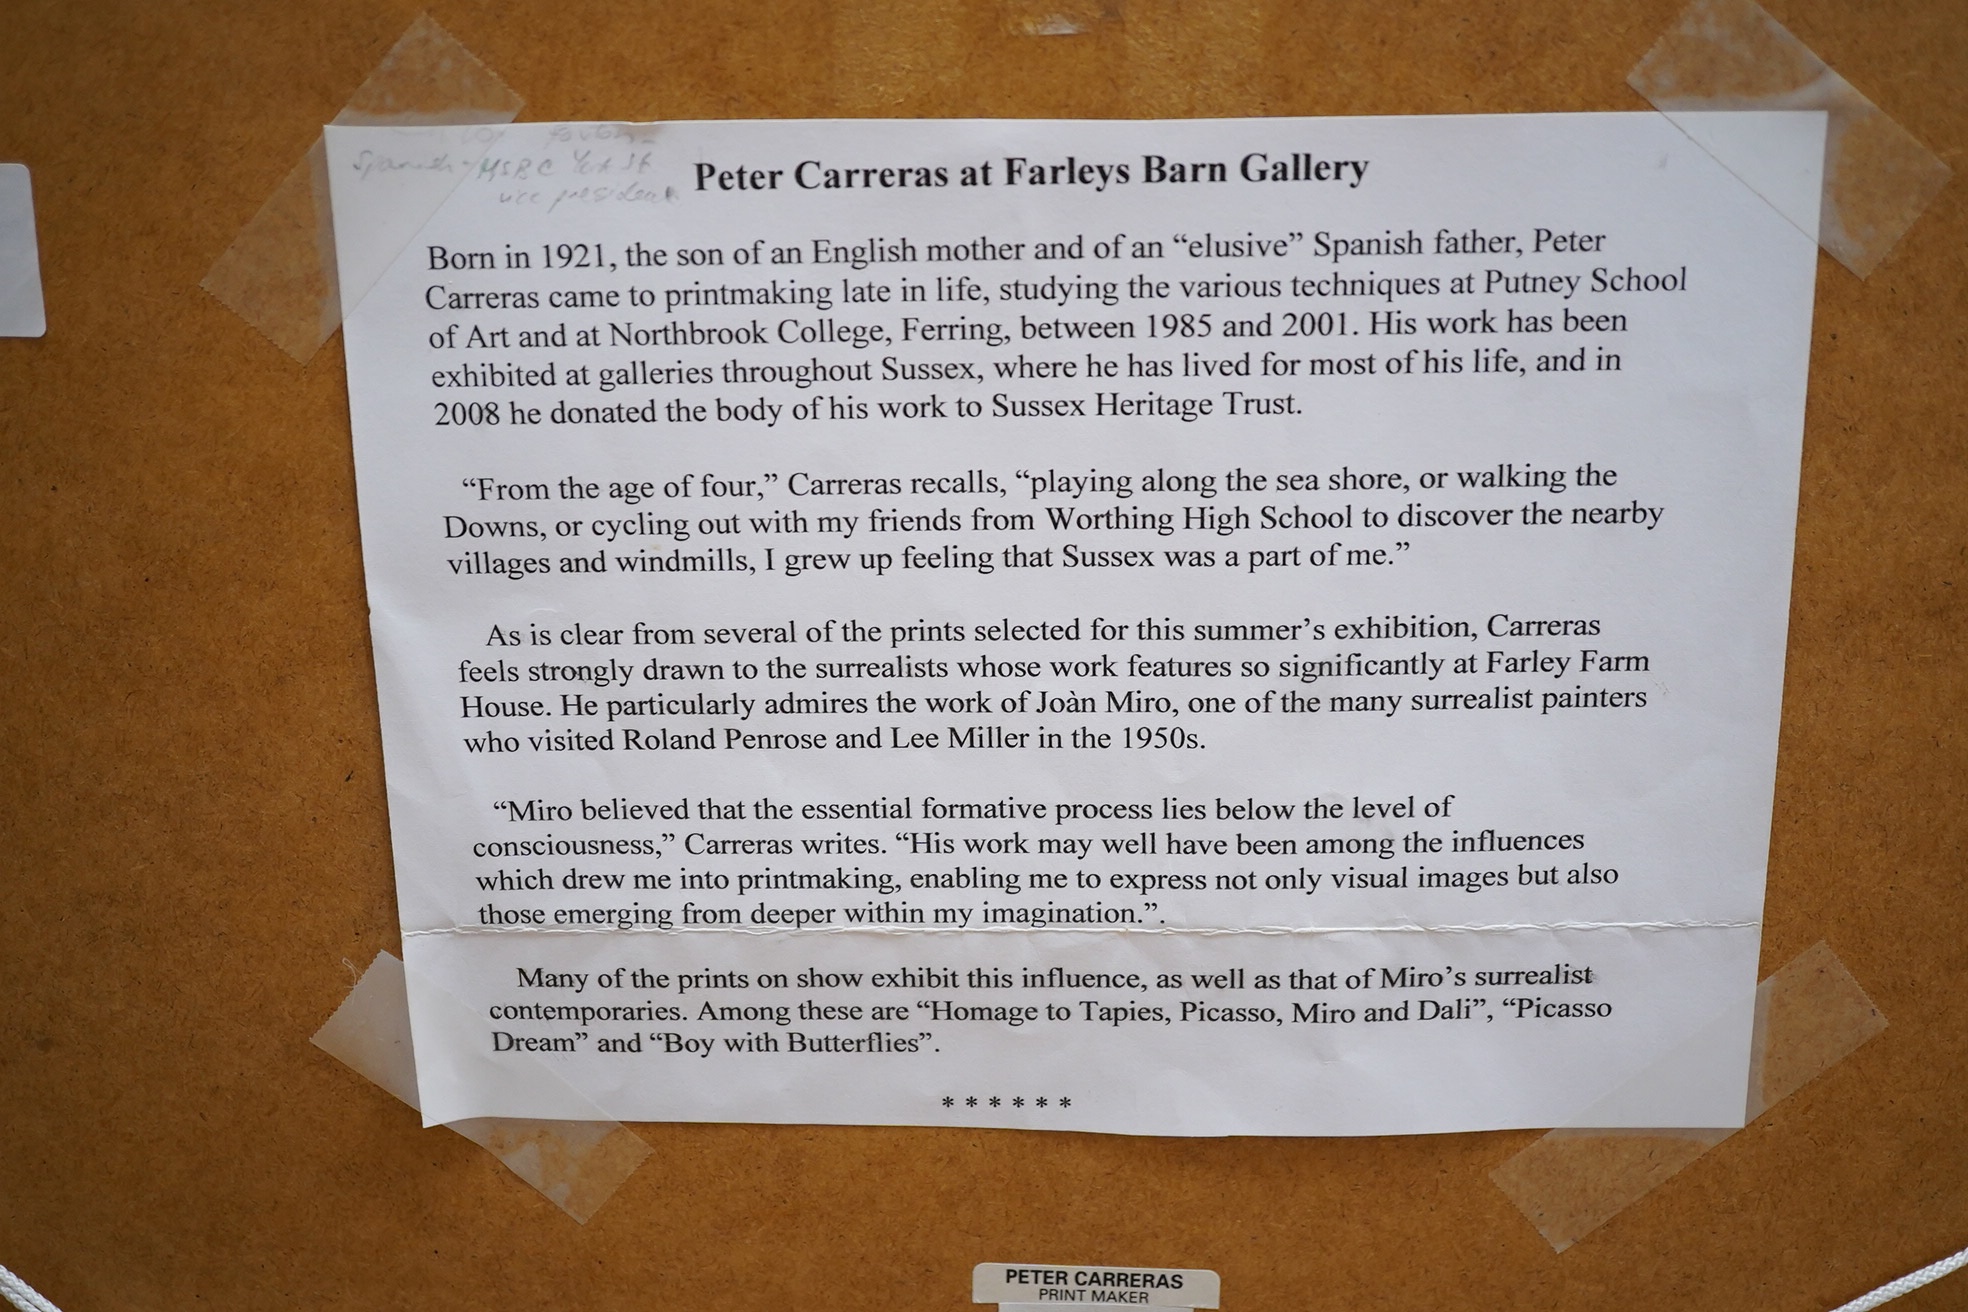 Spanish HSBC York St
vice president
Peter Carreras at Farleys Barn Gallery
Born in 1921, the son of an English mother and of an “elusive” Spanish father, Peter
Carreras came to printmaking late in life, studying the various techniques at Putney School
of Art and at Northbrook College, Ferring, between 1985 and 2001. His work has been
exhibited at galleries throughout Sussex, where he has lived for most of his life, and in
2008 he donated the body of his work to Sussex Heritage Trust.
“From the age of four,” Carreras recalls, “playing along the sea shore, or walking the
Downs, or cycling out with my friends from Worthing High School to discover the nearby
villages and windmills, I grew up feeling that Sussex was a part of me.”
As is clear from several of the prints selected for this summer’s exhibition, Carreras
feels strongly drawn to the surrealists whose work features so significantly at Farley Farm
House. He particularly admires the work of Joàn Miro, one of the many surrealist painters
who visited Roland Penrose and Lee Miller in the 1950s.
“Miro believed that the essential formative process lies below the level of
consciousness,” Carreras writes. “His work may well have been among the influences
which drew me into printmaking, enabling me to express not only visual images but also
those emerging from deeper within my imagination.”.
Many of the prints on show exhibit this influence, as well as that of Miro’s surrealist
contemporaries. Among these are “Homage to Tapies, Picasso, Miro and Dali”, “Picasso
Dream” and “Boy with Butterflies”.
* * * * * *
PETER CARRERAS
PRINT MAKER